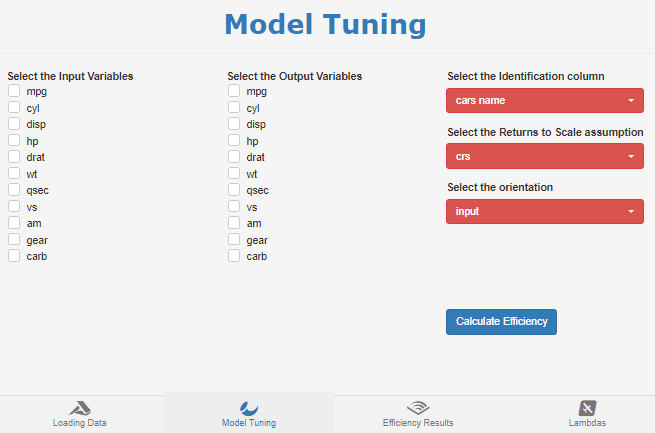 Model Tuning
Select the Input Variables
mpg
cyl
disp
hp
drat
wt
qsec
vs
am
gear
carb
Select the Output Variables
mpg
cyl
disp
hp
drat
wt
qsec
vs
am
gear
carb
Select the Identification column
cars name
Select the Returns to Scale assumption
crs
Select the orientation
input
Calculate Efficiency
Loading Data
Model Tuning
Efficiency Results
Lambdas